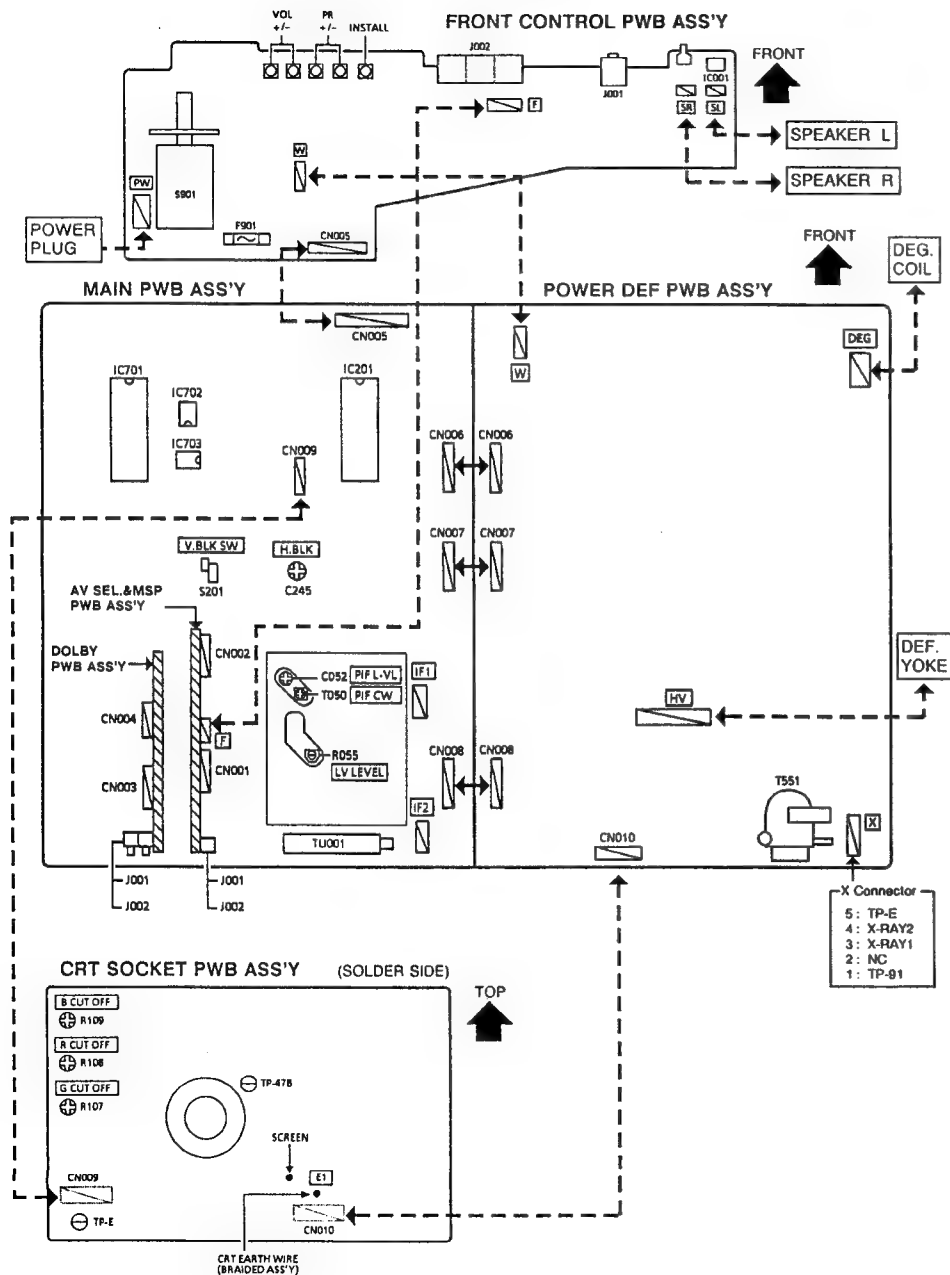 FRONT CONTROL PWB ASS'Y
VOL
+/–
PR
+/–
INSTALL
J002
J001
IC001
F
SR
SL
FRONT
SPEAKER L
SPEAKER R
W
S901
PW
F901
CN005
POWER
PLUG
FRONT
DEG.
COIL
MAIN PWB ASS'Y
POWER DEF PWB ASS'Y
CN005
W
DEG
IC701
IC702
IC703
IC201
CN009
CN006
CN006
CN007
CN007
V.BLK SW
S201
H.BLK
C245
AV SEL.&MSP
PWB ASS'Y
DOLBY
PWB ASS'Y
CN002
C052
PIF L-VL
T050
PIF CW
IF1
DEF.
YOKE
HV
CN004
F
CN001
CN003
R055
LV LEVEL
CN008
CN008
IF2
TU001
T551
X
CN010
J001
J002
J001
J002
X Connector
5 : TP-E
4 : X-RAY2
3 : X-RAY1
2 : NC
1 : TP-91
CRT SOCKET PWB ASS'Y
(SOLDER SIDE)
TOP
B CUT OFF
R109
R CUT OFF
R108
G CUT OFF
R107
TP-47B
SCREEN
E1
CN009
CN010
TP-E
CRT EARTH WIRE
(BRAIDED ASS'Y)